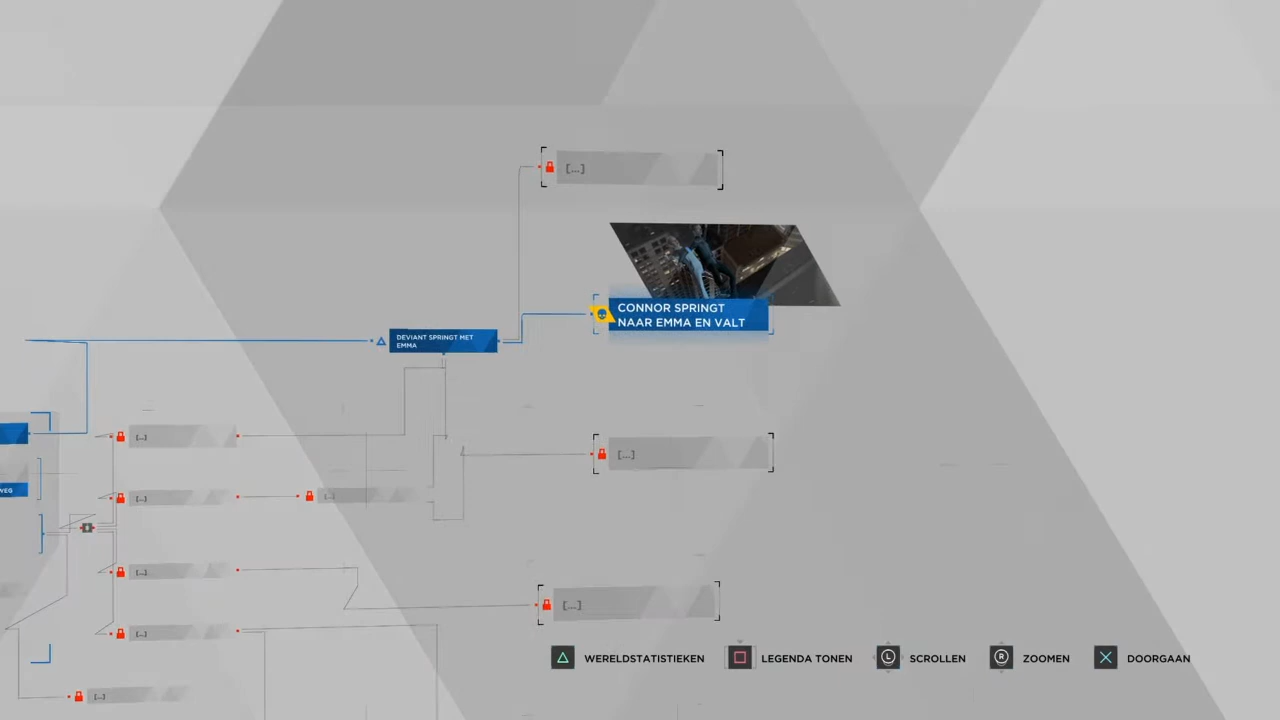 [...]
CONNOR SPRINGT
NAAR EMMA EN VALT
DEVIANT SPRINGT MET
EMMA
[...]
[...]
WEG
[...]
[...]
[...]
[...]
[...]
[...]
WERELDSTATISTIEKEN
LEGENDA TONEN
L
SCROLLEN
R
ZOOMEN
DOORGAAN
[...]